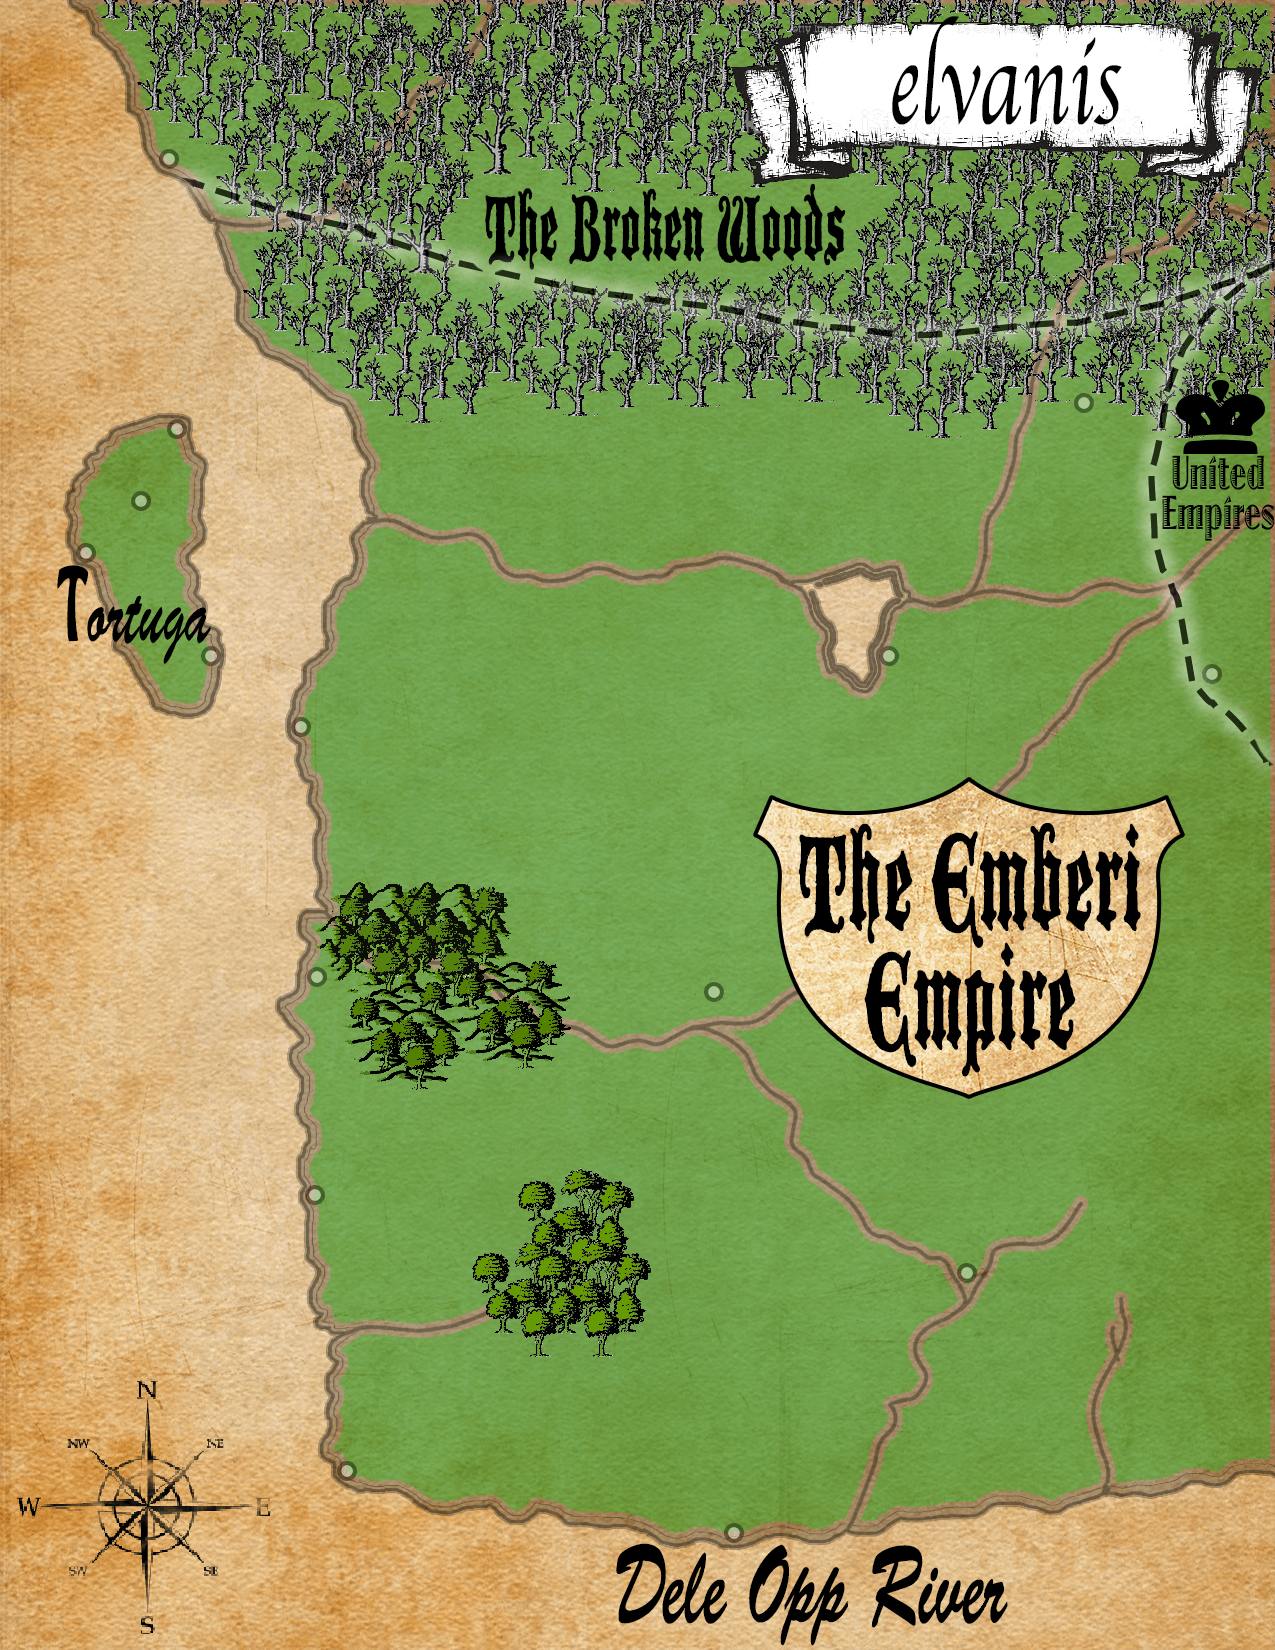 elvanis
The Broken Woods
United
Empires
Tortuga
The Emberi
Empire
N
NW
NE
W
E
SW
SE
S
Dele Opp River